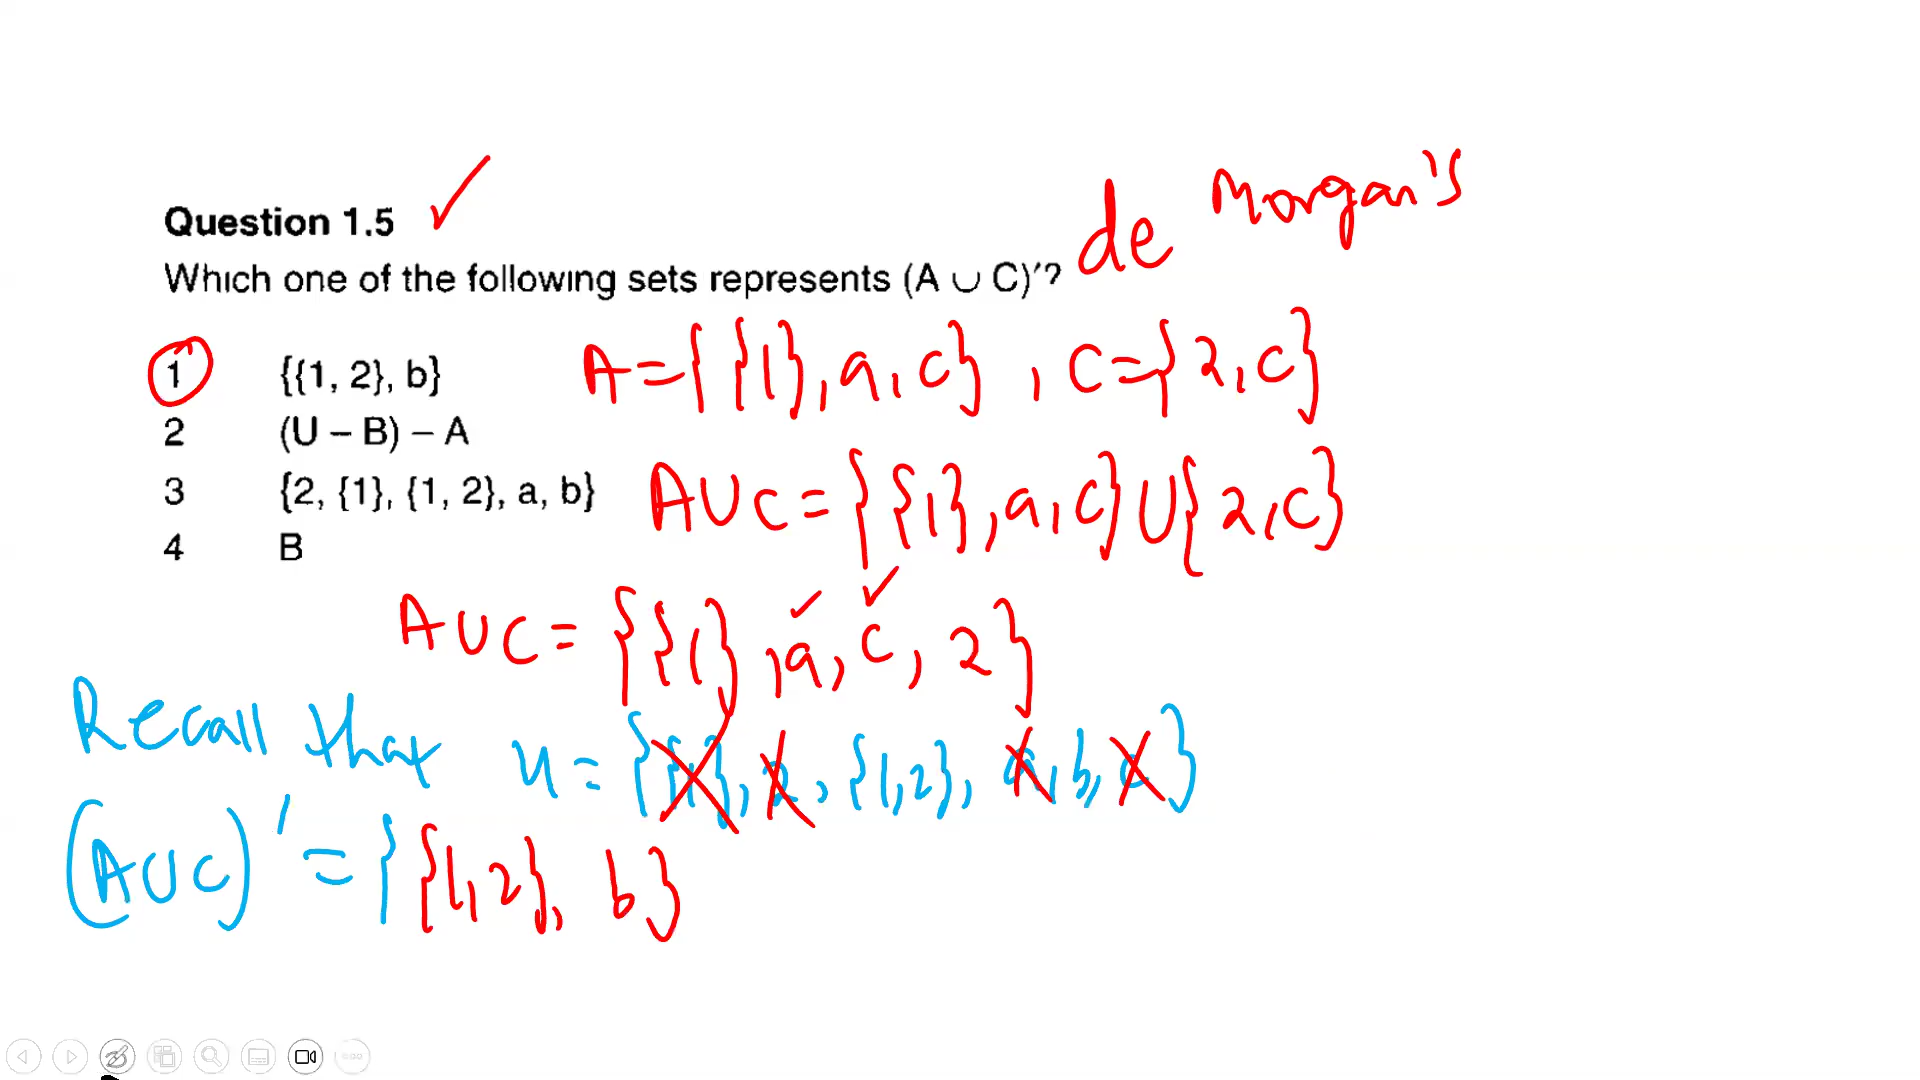 de Morgan's
Question 1.5 ✓
Which one of the following sets represents (A ∪ C)′?
1 {{1, 2}, b} A = {{1}, a, c} , C = {2, c}
2 (U – B) – A
3 {2, {1}, {1, 2}, a, b} A∪C = {{1}, a, c} ∪ {2, c}
4 B
A∪C = {{1}, a, c, 2}
Recall that U = {{1}, 2, {1,2}, a, b, c}
(A∪C)' = {{1,2}, b}